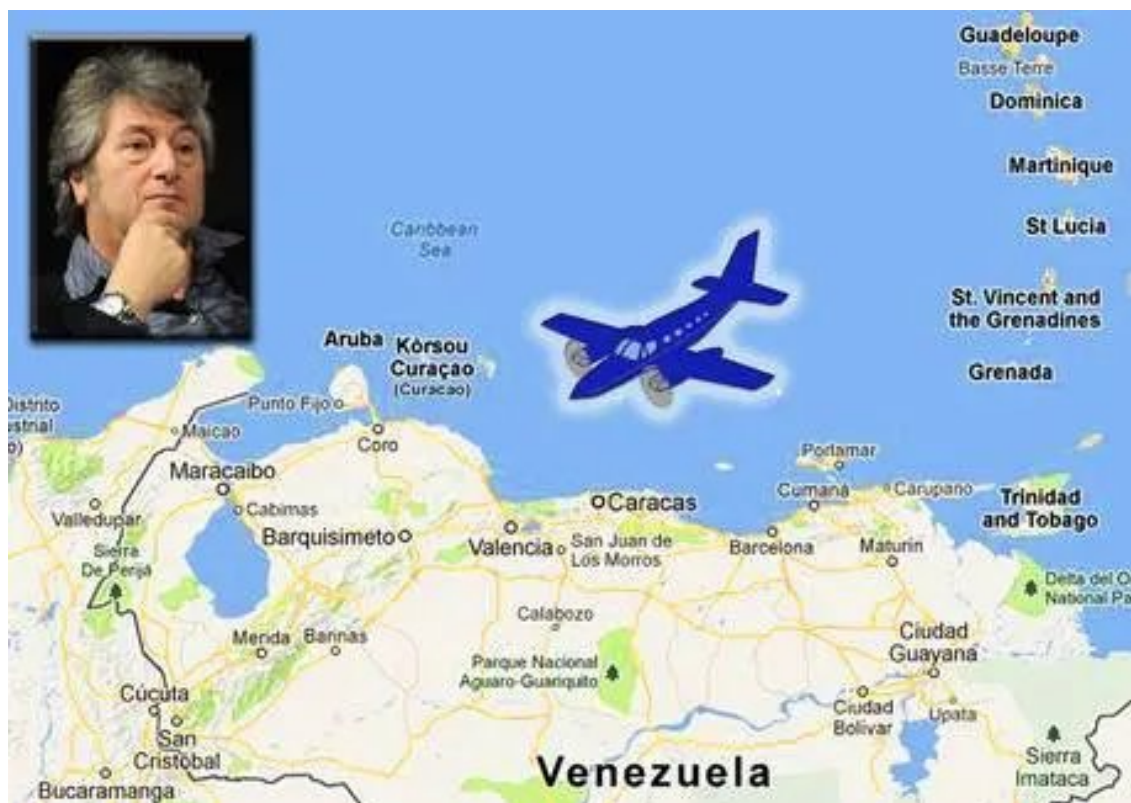 Guadeloupe
Basse Terre
Dominica
Martinique
St Lucia
Caribbean
Sea
St. Vincent and
the Grenadines
Grenada
Aruba
Kòrsou
Curaçao
(Curacao)
Distrito
ustrial
o)
Punto Fijo
Maicao
Coro
Maracaibo
Cabimas
Valledupar
Sierra
De Perijá
Barquisimeto
Valencia
Caracas
San Juan de
Los Morros
Portamar
Cumaná
Carupano
Barcelona
Maturin
Trinidad
and Tobago
Delta del O
National Pa
Calabozo
Merida
Barinas
Parque Nacional
Aguaro-Guariquito
Ciudad
Guayana
Ciudad
Bolivar
Upata
Cúcuta
San
Cristobal
Bucaramanga
Venezuela
Sierra
Imataca